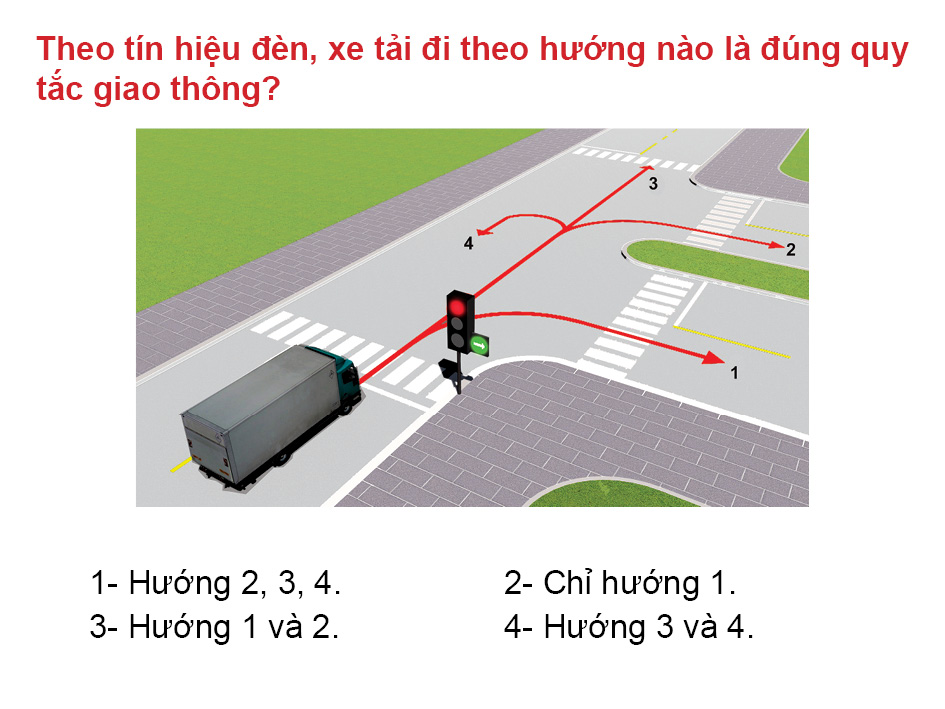 Theo tín hiệu đèn, xe tải đi theo hướng nào là đúng quy
tắc giao thông?
3
4
2
1
1- Hướng 2, 3, 4.
2- Chỉ hướng 1.
3- Hướng 1 và 2.
4- Hướng 3 và 4.